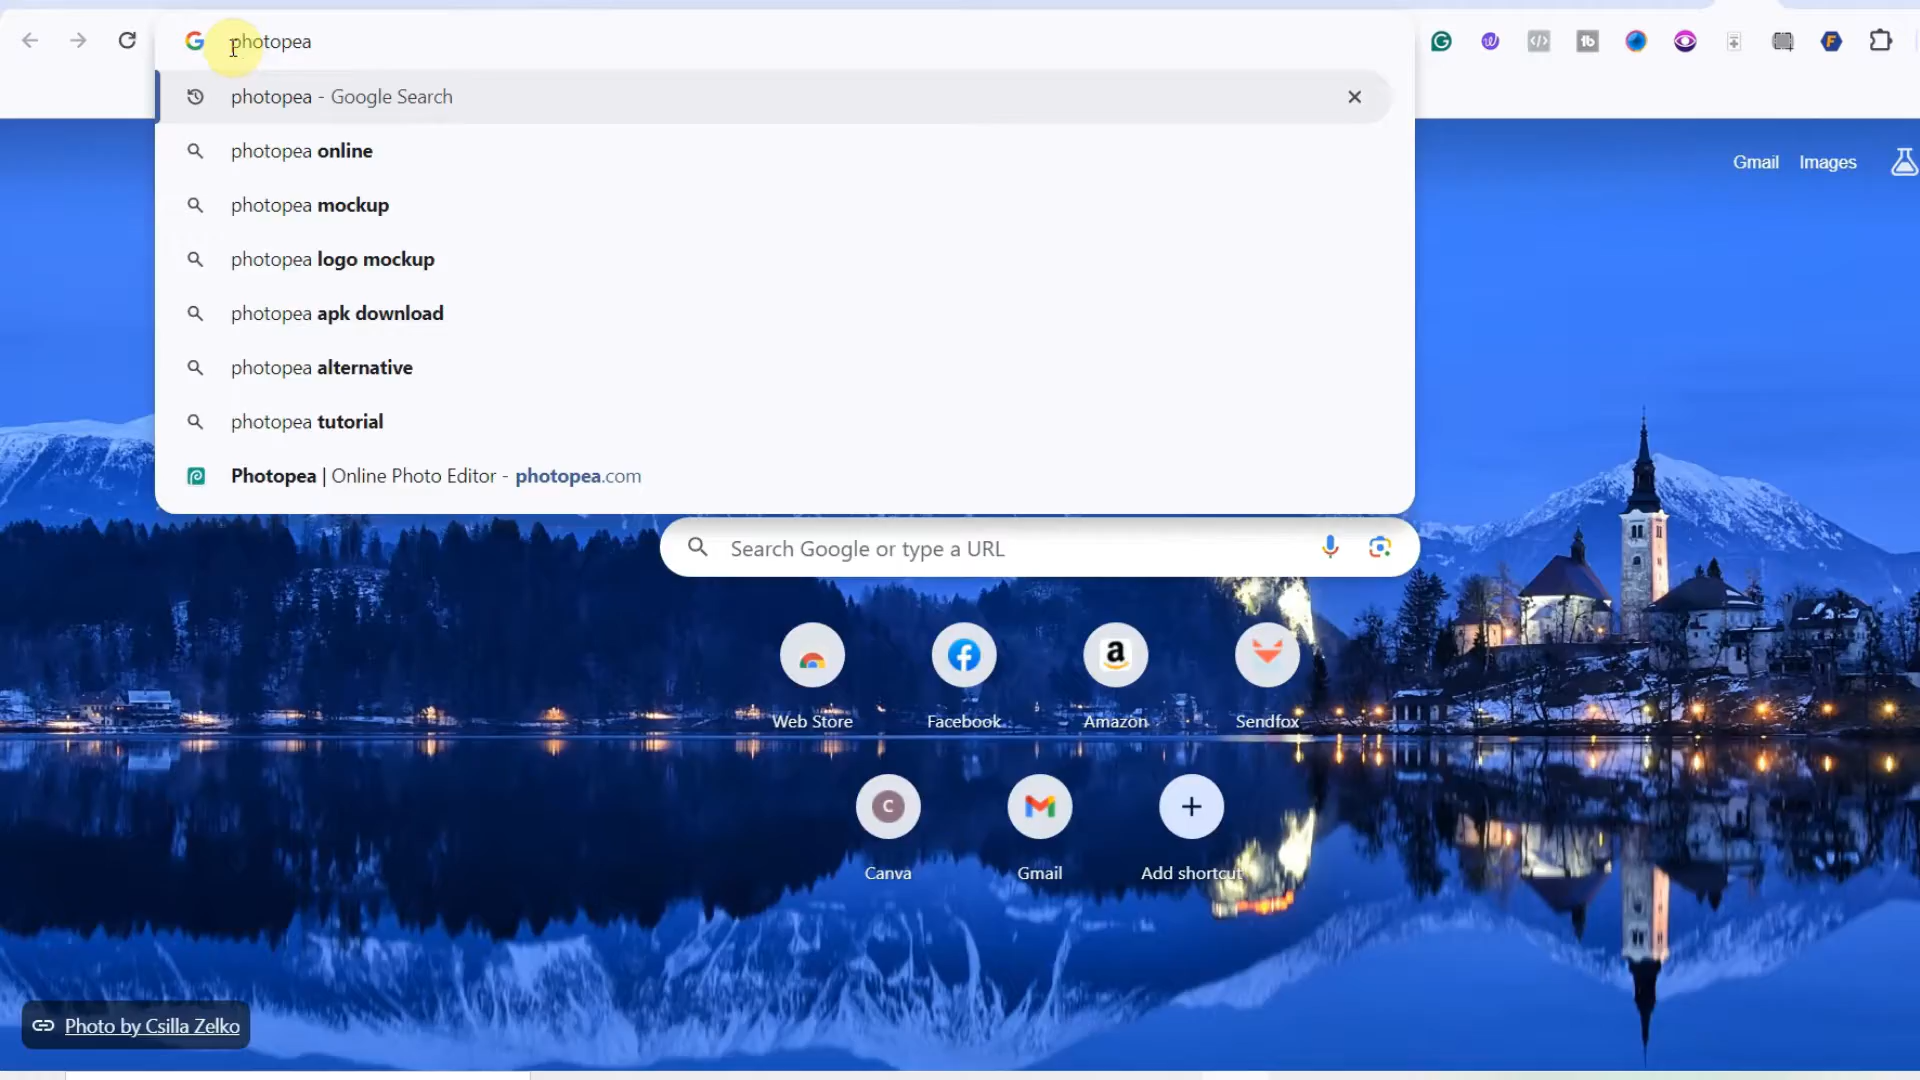 photopea
photopea - Google Search
photopea online
photopea mockup
photopea logo mockup
photopea apk download
photopea alternative
photopea tutorial
Photopea | Online Photo Editor - photopea.com
Gmail Images
Search Google or type a URL
Web Store
Facebook
Amazon
Sendfox
Canva
Gmail
Add shortcut
Photo by Csilla Zelko